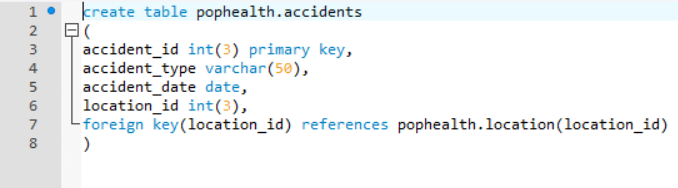 1 create table pophealth.accidents
2 (
3 accident_id int(3) primary key,
4 accident_type varchar(50),
5 accident_date date,
6 location_id int(3),
7 foreign key(location_id) references pophealth.location(location_id)
8 )